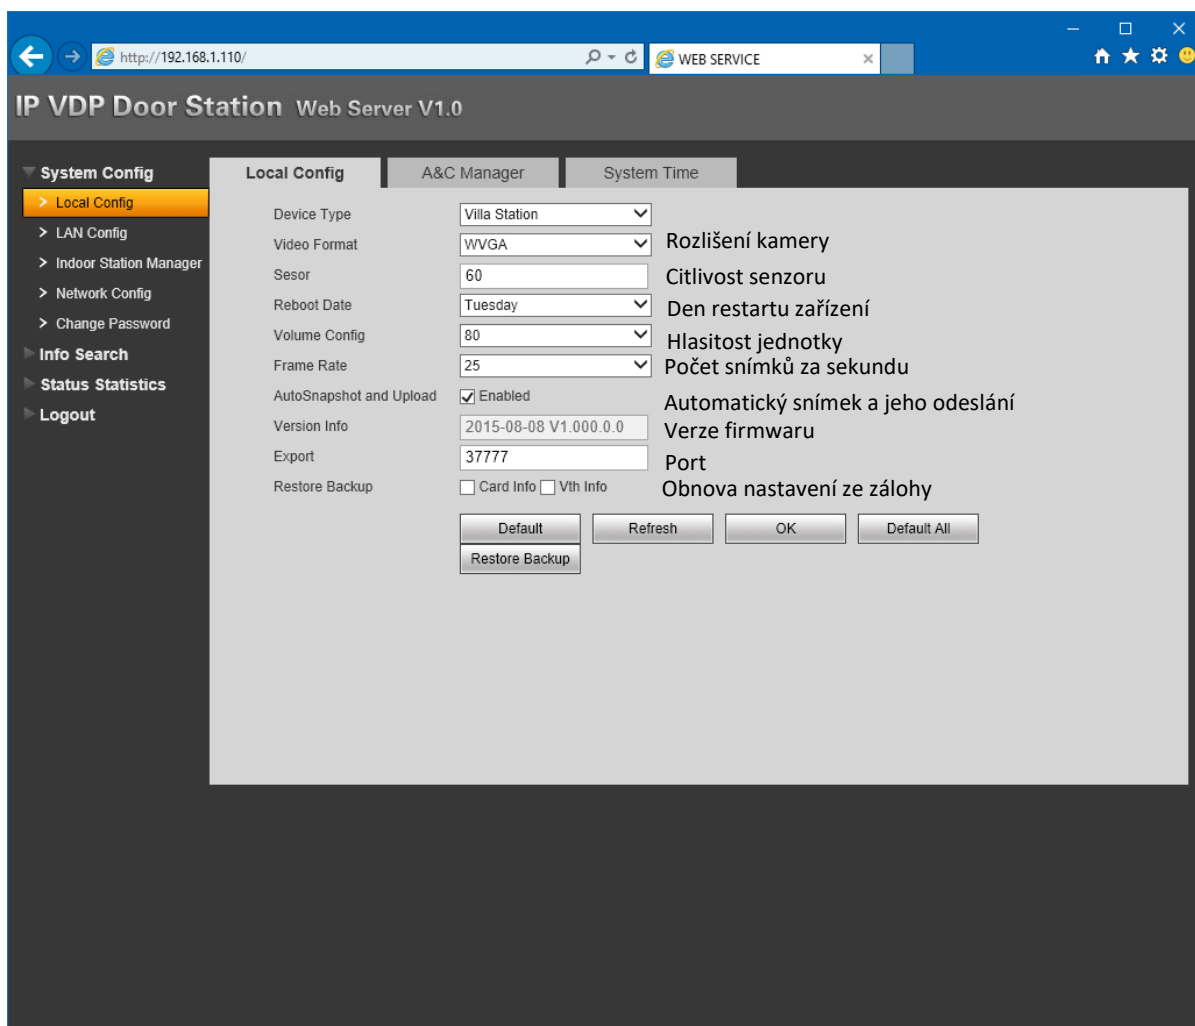 http://192.168.1.110/
WEB SERVICE
IP VDP Door Station Web Server V1.0
System Config
Local Config
LAN Config
Indoor Station Manager
Network Config
Change Password
Info Search
Status Statistics
Logout
Local Config A&C Manager System Time
Device Type Villa Station
Video Format WVGA Rozlišení kamery
Sesor 60 Citlivost senzoru
Reboot Date Tuesday Den restartu zařízení
Volume Config 80 Hlasitost jednotky
Frame Rate 25 Počet snímků za sekundu
AutoSnapshot and Upload Enabled Automatický snímek a jeho odeslání
Version Info 2015-08-08 V1.000.0.0 Verze firmwaru
Export 37777 Port
Restore Backup Card Info Vth Info Obnova nastavení ze zálohy
Default Refresh OK Default All
Restore Backup